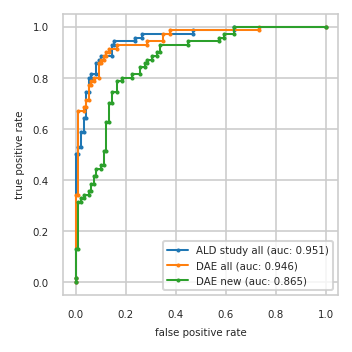 1.0
0.8
0.6
0.4
0.2
0.0
true positive rate
ALD study all (auc: 0.951)
DAE all (auc: 0.946)
DAE new (auc: 0.865)
0.0 0.2 0.4 0.6 0.8 1.0
false positive rate